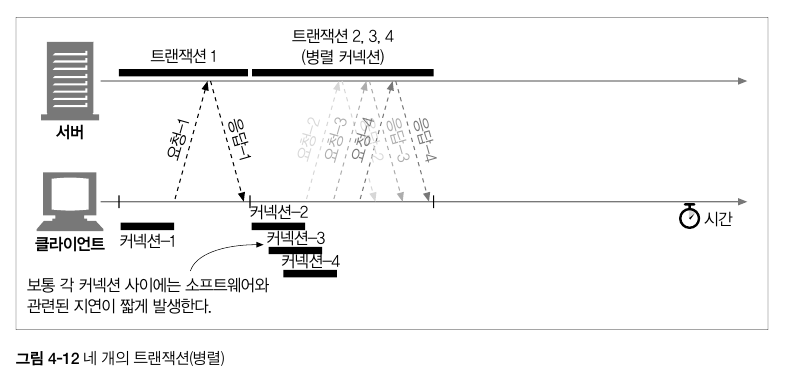 트랜잭션 1
트랜잭션 2, 3, 4
(병렬 커넥션)
서버
요청–1
응답–1
요청–2
요청–3
요청–4
응답–2
응답–3
응답–4
클라이언트
커넥션–1
커넥션–2
커넥션–3
커넥션–4
시간
보통 각 커넥션 사이에는 소프트웨어와
관련된 지연이 짧게 발생한다.
그림 4-12 네 개의 트랜잭션(병렬)